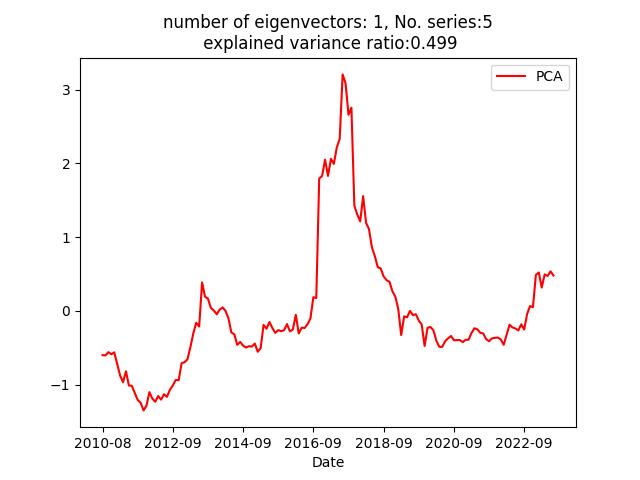 number of eigenvectors: 1, No. series:5
explained variance ratio:0.499
PCA
3
2
1
0
−1
2010-08 2012-09 2014-09 2016-09 2018-09 2020-09 2022-09
Date